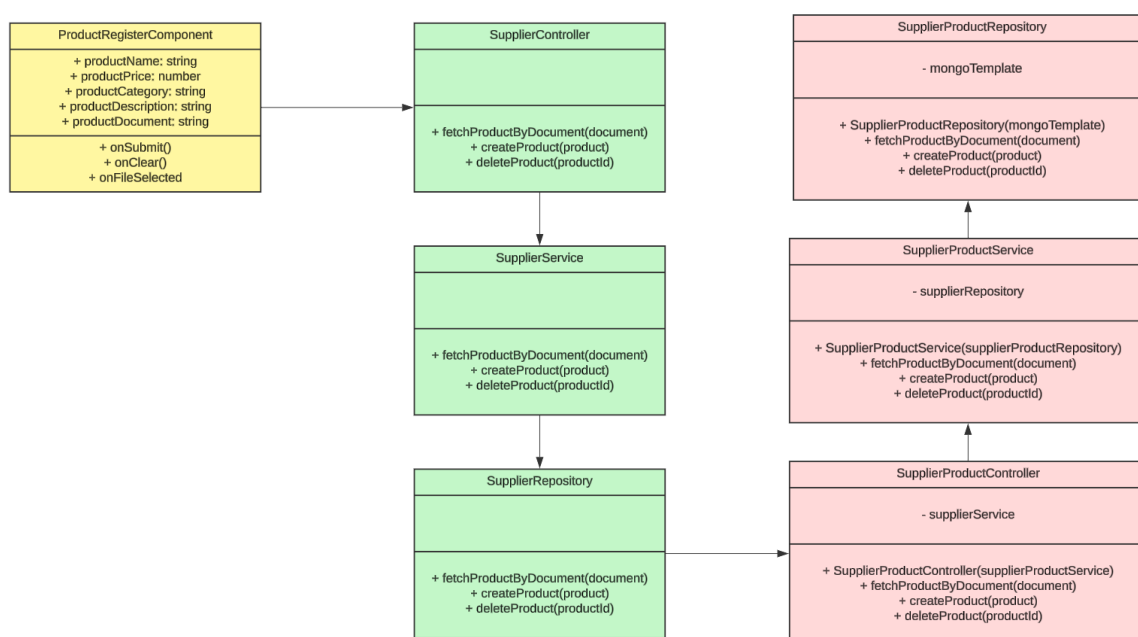 ProductRegisterComponent
+ productName: string
+ productPrice: number
+ productCategory: string
+ productDescription: string
+ productDocument: string
+ onSubmit()
+ onClear()
+ onFileSelected
SupplierController
+ fetchProductByDocument(document)
+ createProduct(product)
+ deleteProduct(productId)
SupplierService
+ fetchProductByDocument(document)
+ createProduct(product)
+ deleteProduct(productId)
SupplierRepository
+ fetchProductByDocument(document)
+ createProduct(product)
+ deleteProduct(productId)
SupplierProductRepository
- mongoTemplate
+ SupplierProductRepository(mongoTemplate)
+ fetchProductByDocument(document)
+ createProduct(product)
+ deleteProduct(productId)
SupplierProductService
- supplierRepository
+ SupplierProductService(supplierProductRepository)
+ fetchProductByDocument(document)
+ createProduct(product)
+ deleteProduct(productId)
SupplierProductController
- supplierService
+ SupplierProductController(supplierProductService)
+ fetchProductByDocument(document)
+ createProduct(product)
+ deleteProduct(productId)